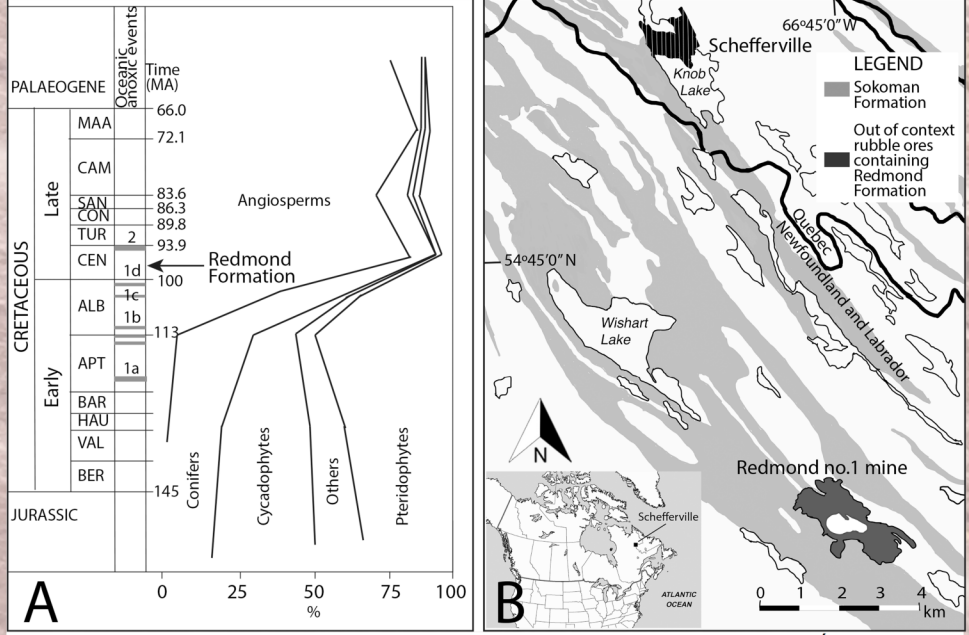 Oceanic
anoxic events
Time
(MA)
PALAEOGENE
66.0
MAA
72.1
CAM
83.6
SAN
86.3
CON
89.8
TUR
2
93.9
CEN
1d
100
1c
ALB
1b
113
APT
1a
BAR
HAU
VAL
BER
145
JURASSIC
CRETACEOUS
Late
Early
Angiosperms
Redmond
Formation
Conifers
Cycadophytes
Others
Pteridophytes
0
25
50
75
100
%
A
66º45'0" W
Schefferville
Knob
Lake
LEGEND
Sokoman
Formation
Out of context
rubble ores
containing
Redmond
Formation
Quebec
Newfoundland and Labrador
54º45'0" N
Wishart
Lake
N
Redmond no.1 mine
Schefferville
ATLANTIC
OCEAN
B
0 1 2 3 4
km